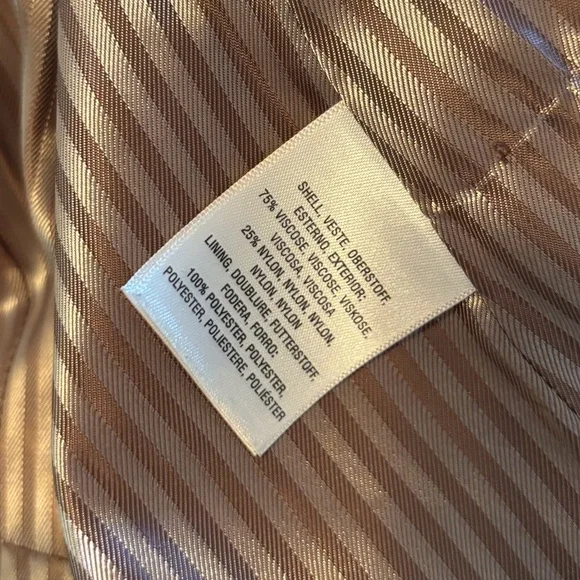 SHELL, VESTE, OBERSTOFF,
ESTERNO, EXTERIOR:
75% VISCOSE, VISCOSE, VISKOSE,
VISCOSA, VISCOSA
25% NYLON, NYLON, NYLON,
NYLON, NYLON
LINING, DOUBLURE, FUTTERSTOFF,
FODERA, FORRO:
100% POLYESTER, POLYESTER,
POLYESTER, POLIESTERE, POLIÉSTER